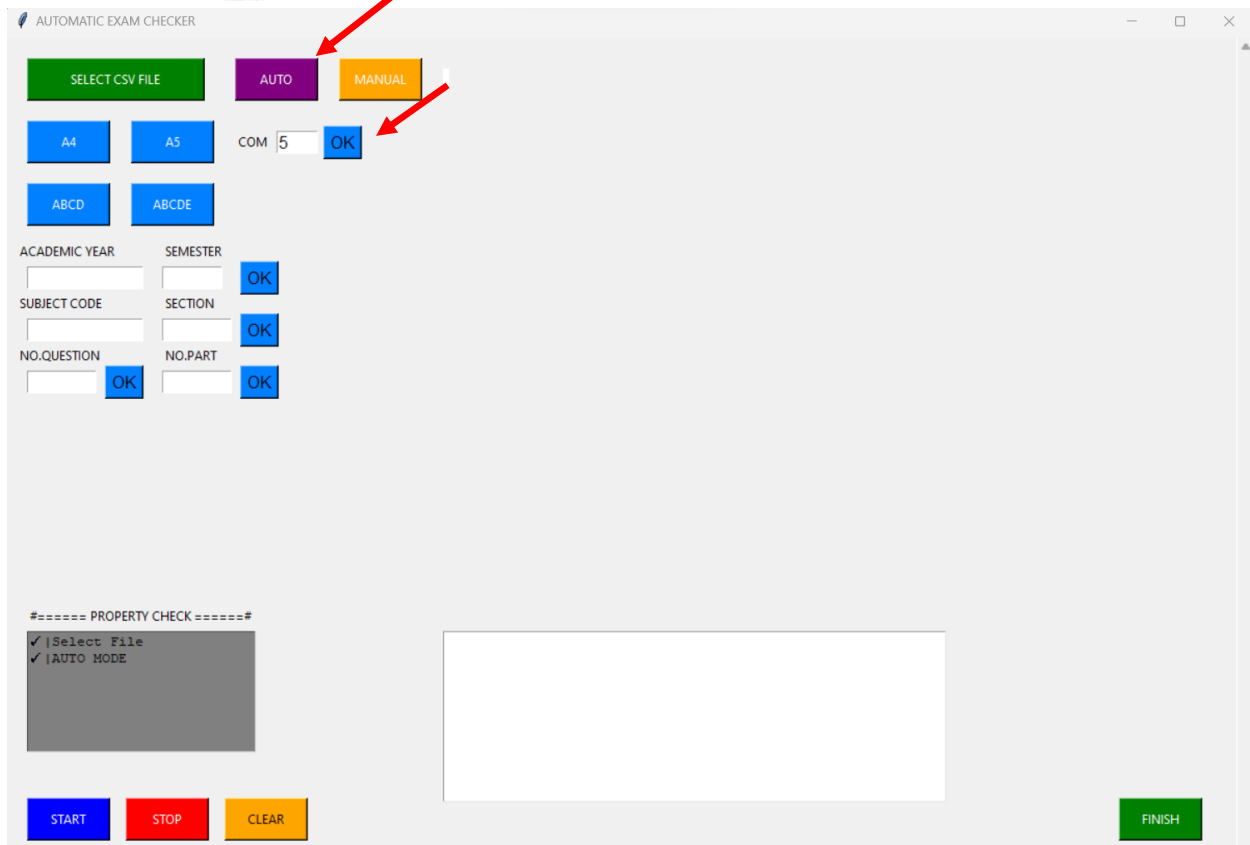 AUTOMATIC EXAM CHECKER
SELECT CSV FILE AUTO MANUAL
A4 A5 COM 5 OK
ABCD ABCDE
ACADEMIC YEAR SEMESTER
OK
SUBJECT CODE SECTION
OK
NO.QUESTION NO.PART
OK OK
#====== PROPERTY CHECK ======#
✓|Select File
✓|AUTO MODE
START STOP CLEAR FINISH